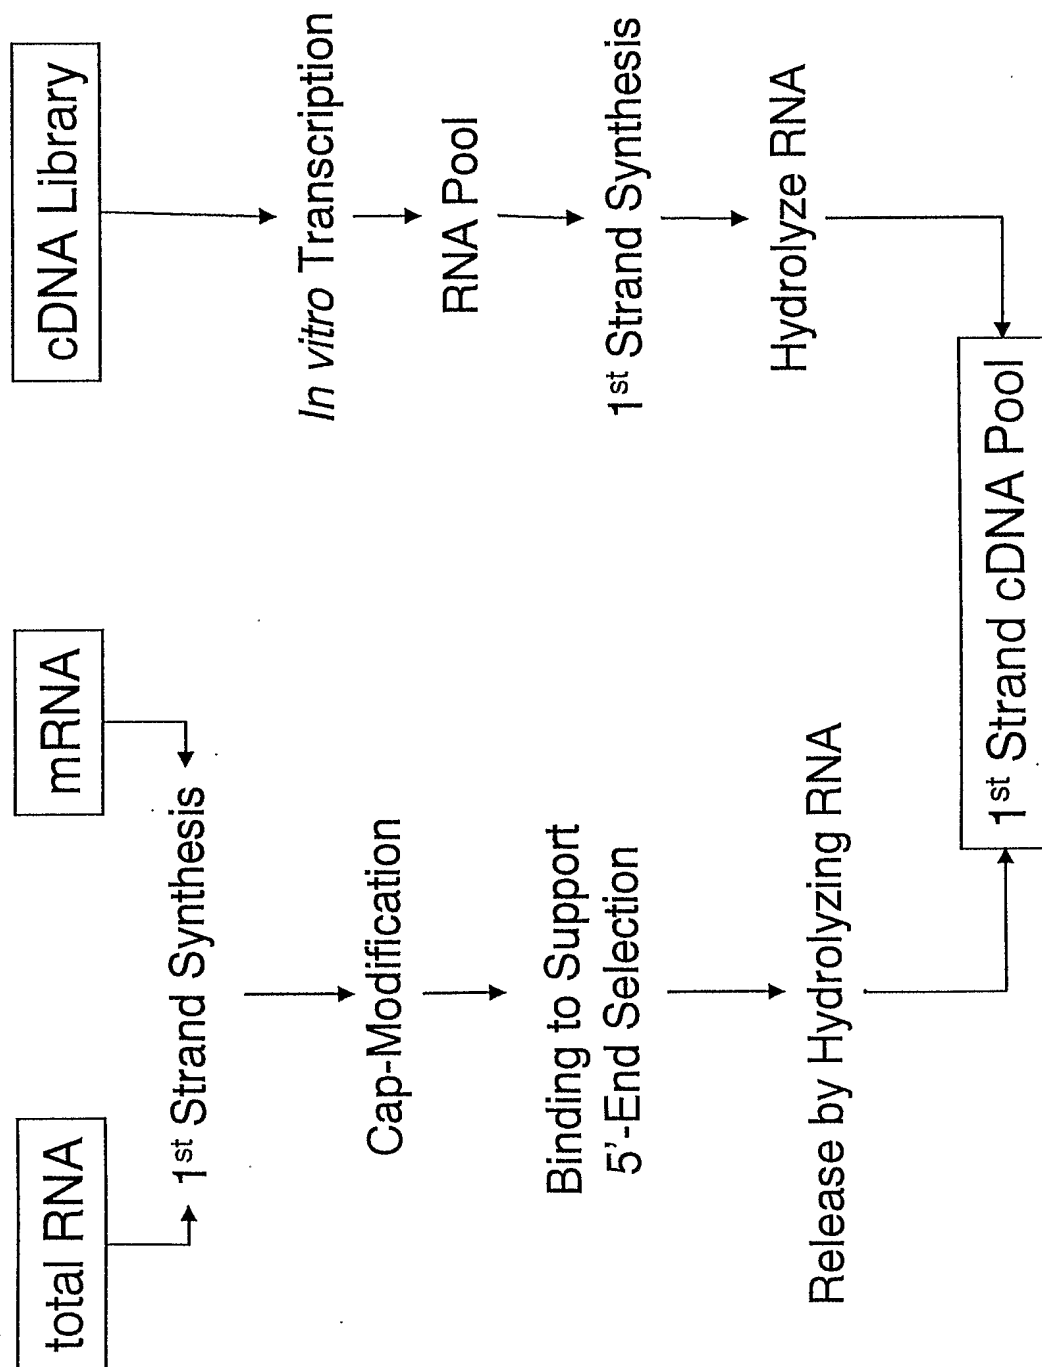 total RNA
mRNA
1st Strand Synthesis
Cap-Modification
Binding to Support
5'-End Selection
Release by Hydrolyzing RNA
cDNA Library
In vitro Transcription
RNA Pool
1st Strand Synthesis
Hydrolyze RNA
1st Strand cDNA Pool